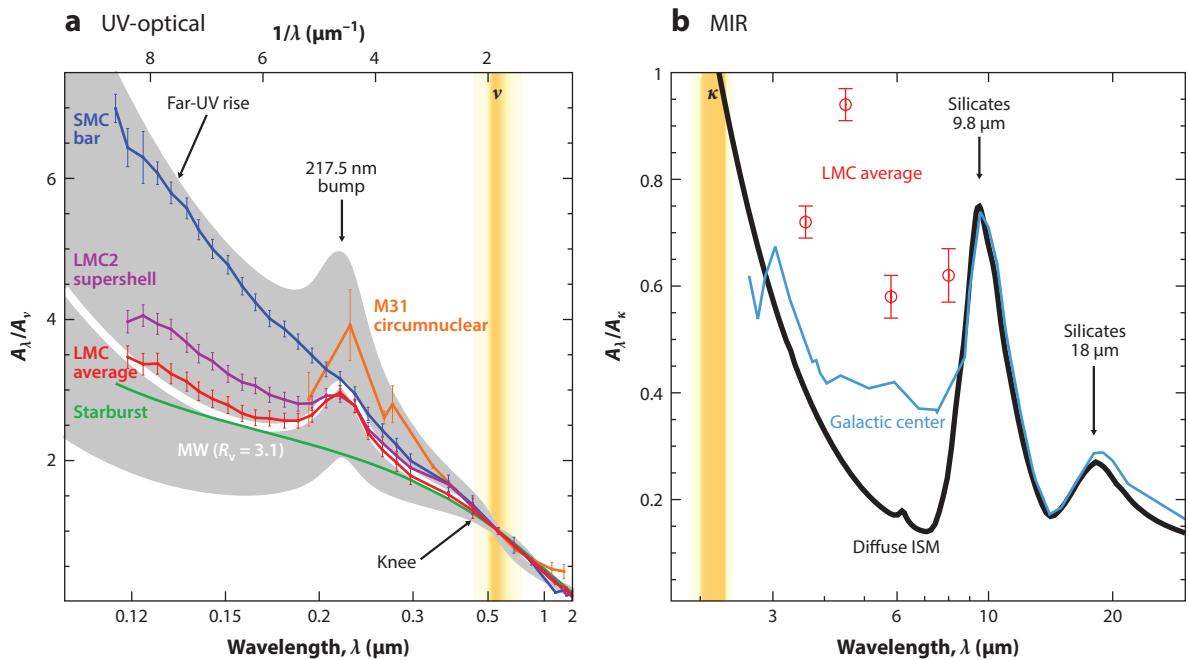 a UV-optical
1/λ (μm⁻¹)
8 6 4 2
Far-UV rise
SMC
bar
217.5 nm
bump
ν
LMC2
supershell
M31
circumnuclear
LMC
average
Starburst
MW (Rᵥ = 3.1)
Knee
Aλ/Aν
6
4
2
0.12 0.15 0.2 0.3 0.5 1 2
Wavelength, λ (μm)
b MIR
κ
Silicates
9.8 μm
LMC average
Galactic center
Silicates
18 μm
Diffuse ISM
Aλ/Aκ
1
0.8
0.6
0.4
0.2
3 6 10 20
Wavelength, λ (μm)